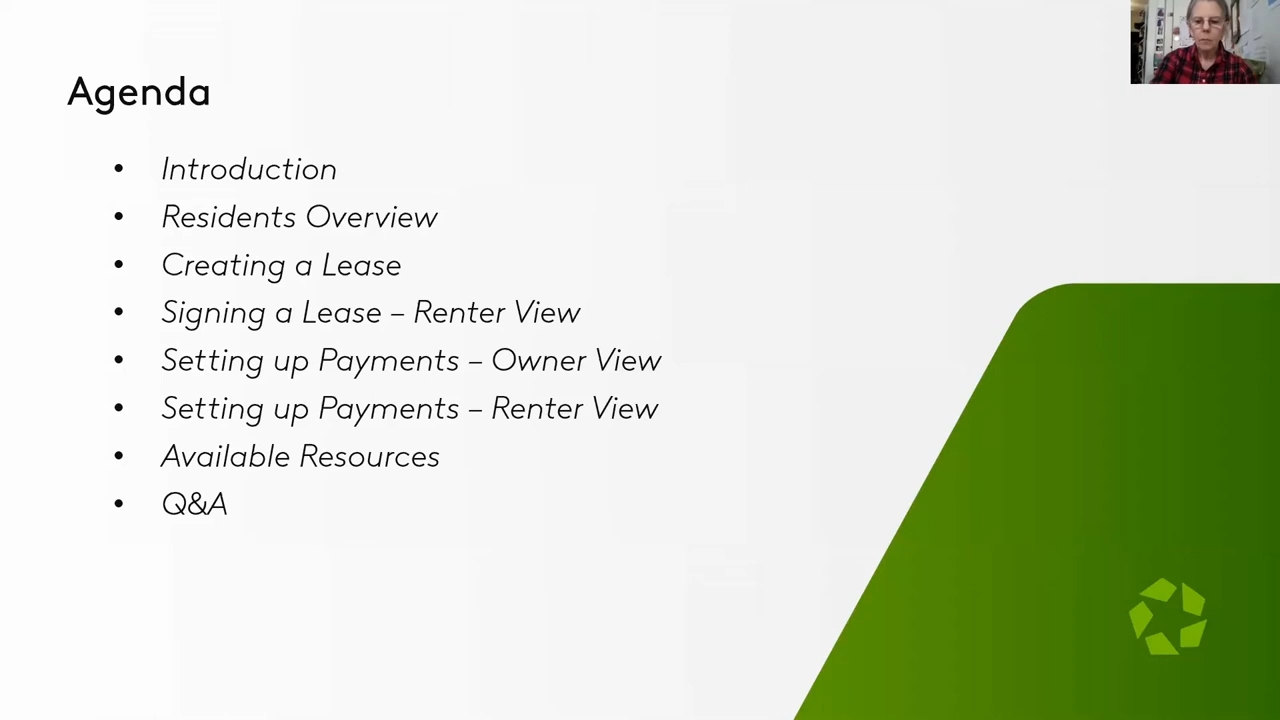 Agenda
• Introduction
• Residents Overview
• Creating a Lease
• Signing a Lease – Renter View
• Setting up Payments – Owner View
• Setting up Payments – Renter View
• Available Resources
• Q&A